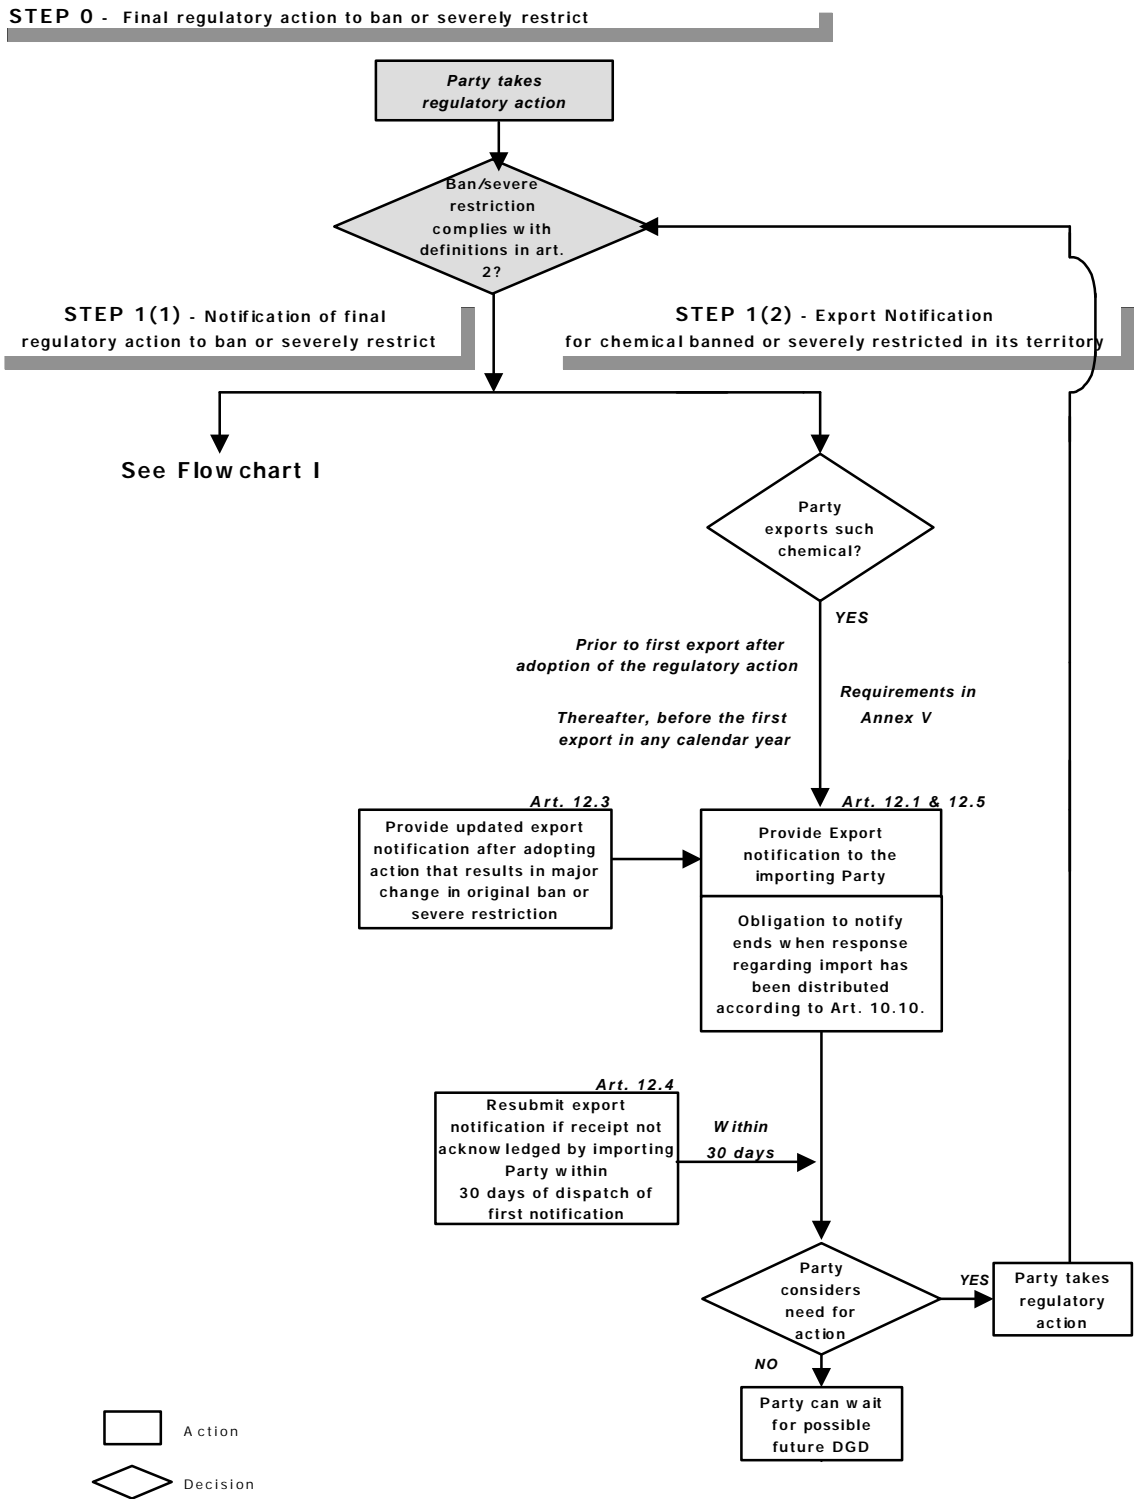 STEP 0 - Final regulatory action to ban or severely restrict
Party takes
regulatory action
Ban/severe
restriction
complies with
definitions in art.
2?
STEP 1(1) - Notification of final
regulatory action to ban or severely restrict
STEP 1(2) - Export Notification
for chemical banned or severely restricted in its territory
See Flowchart I
Party
exports such
chemical?
YES
Prior to first export after
adoption of the regulatory action
Requirements in
Annex V
Thereafter, before the first
export in any calendar year
Art. 12.3
Provide updated export
notification after adopting
action that results in major
change in original ban or
severe restriction
Art. 12.1 & 12.5
Provide Export
notification to the
importing Party
Obligation to notify
ends when response
regarding import has
been distributed
according to Art. 10.10.
Art. 12.4
Resubmit export
notification if receipt not
acknowledged by importing
Party within
30 days of dispatch of
first notification
Within
30 days
Party
considers
need for
action
YES
Party takes
regulatory
action
NO
Party can wait
for possible
future DGD
Action
Decision